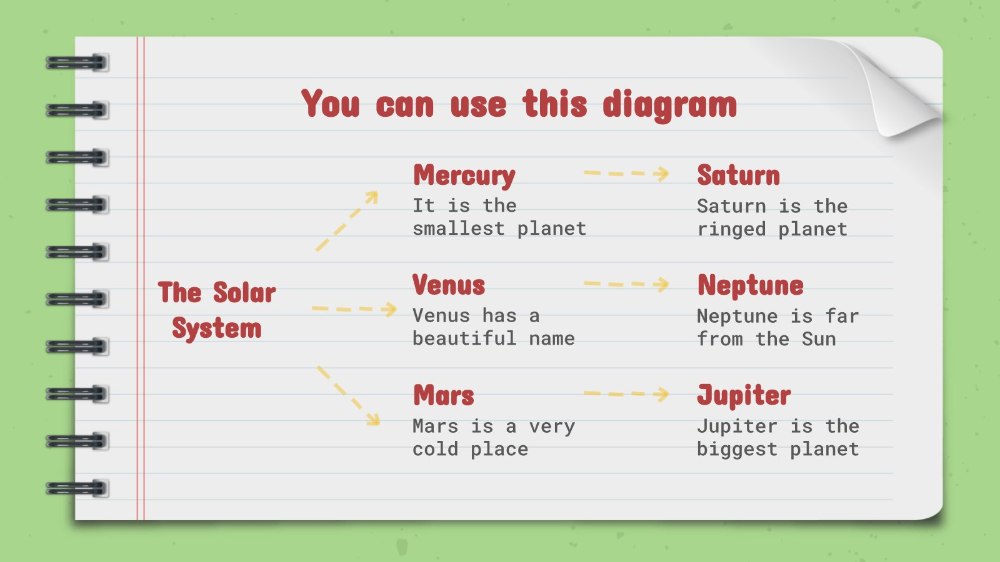 You can use this diagram
The Solar
System
Mercury
It is the
smallest planet
Saturn
Saturn is the
ringed planet
Venus
Venus has a
beautiful name
Neptune
Neptune is far
from the Sun
Mars
Mars is a very
cold place
Jupiter
Jupiter is the
biggest planet